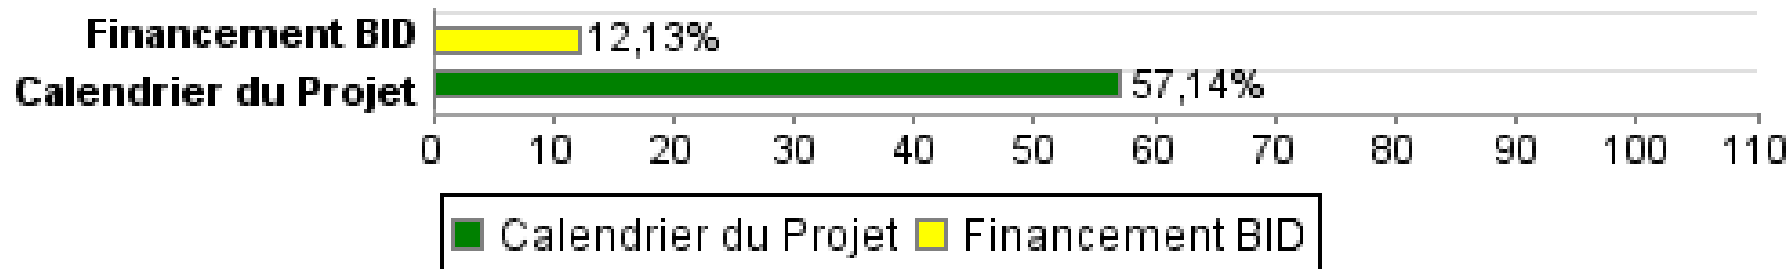 Financement BID 12,13%
Calendrier du Projet 57,14%
0 10 20 30 40 50 60 70 80 90 100 110
Calendrier du Projet Financement BID